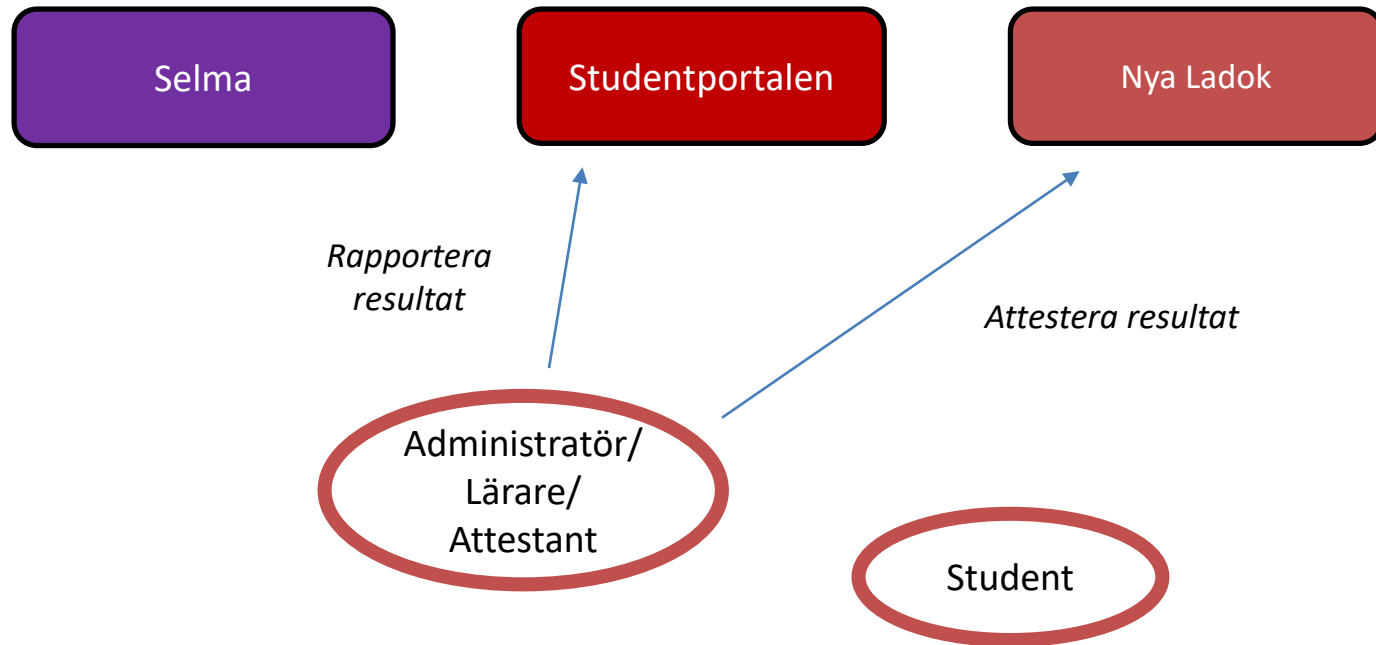 Selma
Studentportalen
Nya Ladok
Rapportera
resultat
Attestera resultat
Administratör/
Lärare/
Attestant
Student